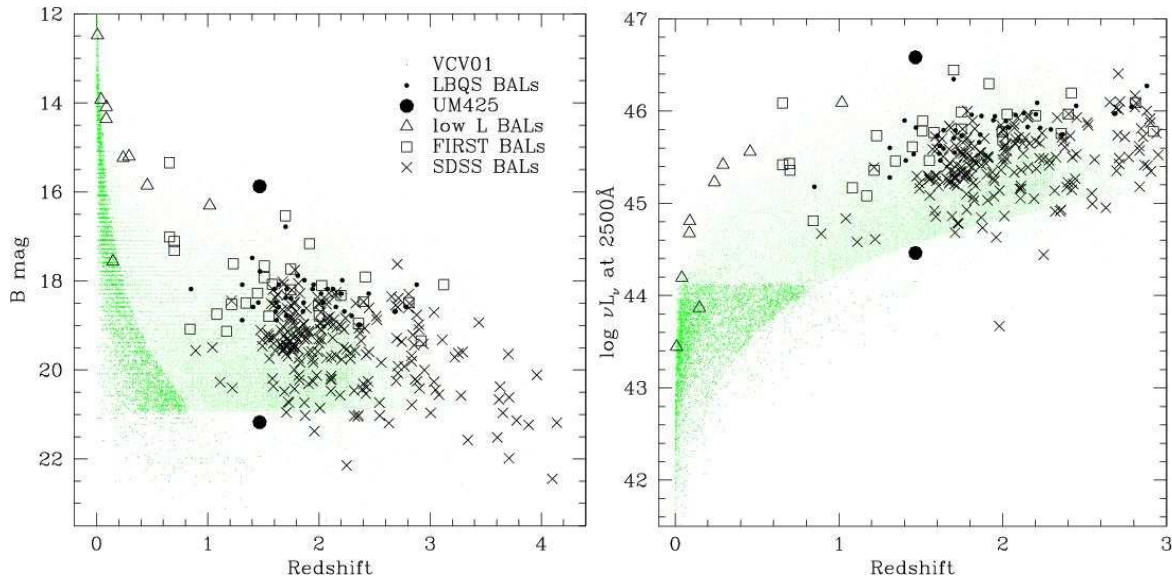 12
14
16
18
20
22
B mag
0
1
2
3
4
Redshift
VCV01
LBQS BALs
UM425
low L BALs
FIRST BALs
SDSS BALs
47
46
45
44
43
42
log νLν at 2500Å
0
1
2
3
Redshift